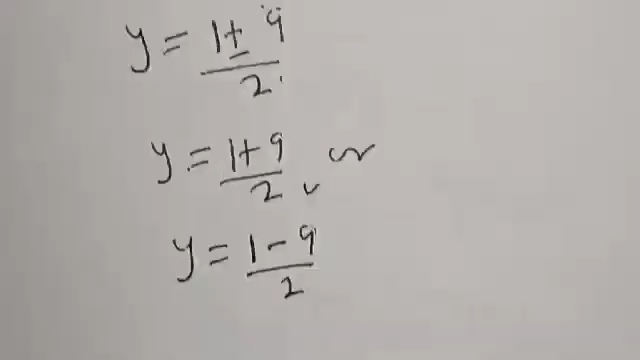 y = 1 ± 9 / 2
y = 1 + 9 / 2, or
y = 1 - 9 / 2